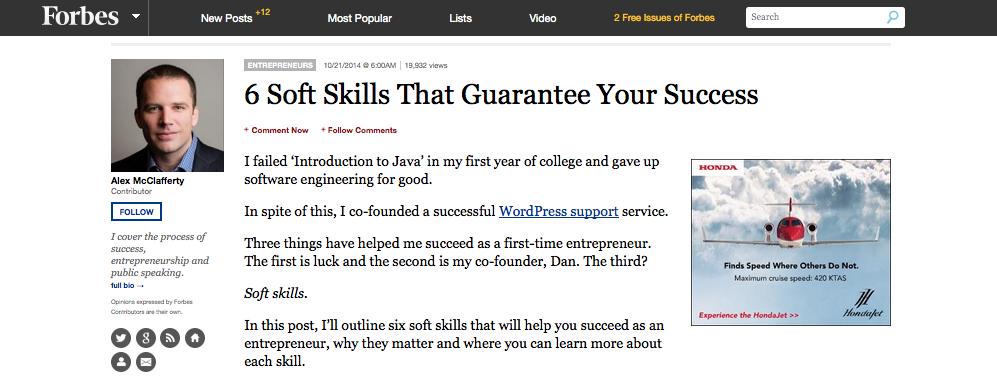 Forbes
New Posts +12
Most Popular
Lists
Video
2 Free Issues of Forbes
Search
ENTREPRENEURS 10/21/2014 @ 6:00AM | 19,932 views
6 Soft Skills That Guarantee Your Success
+ Comment Now + Follow Comments
Alex McClafferty
Contributor
FOLLOW
I cover the process of
success,
entrepreneurship and
public speaking.
full bio →
Opinions expressed by Forbes
Contributors are their own.
I failed ‘Introduction to Java’ in my first year of college and gave up
software engineering for good.
In spite of this, I co-founded a successful WordPress support service.
Three things have helped me succeed as a first-time entrepreneur.
The first is luck and the second is my co-founder, Dan. The third?
Soft skills.
In this post, I’ll outline six soft skills that will help you succeed as an
entrepreneur, why they matter and where you can learn more about
each skill.
HONDA
Finds Speed Where Others Do Not.
Maximum cruise speed: 420 KTAS
Experience the HondaJet >>
HondaJet